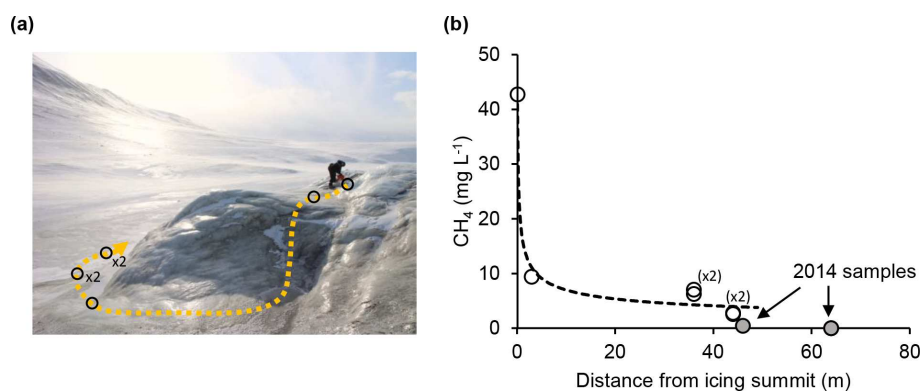 (a)
x2
x2
(b)
CH₄ (mg L⁻¹)
50
40
30
20
10
0
(x2)
(x2)
2014 samples
0
20
40
60
80
Distance from icing summit (m)